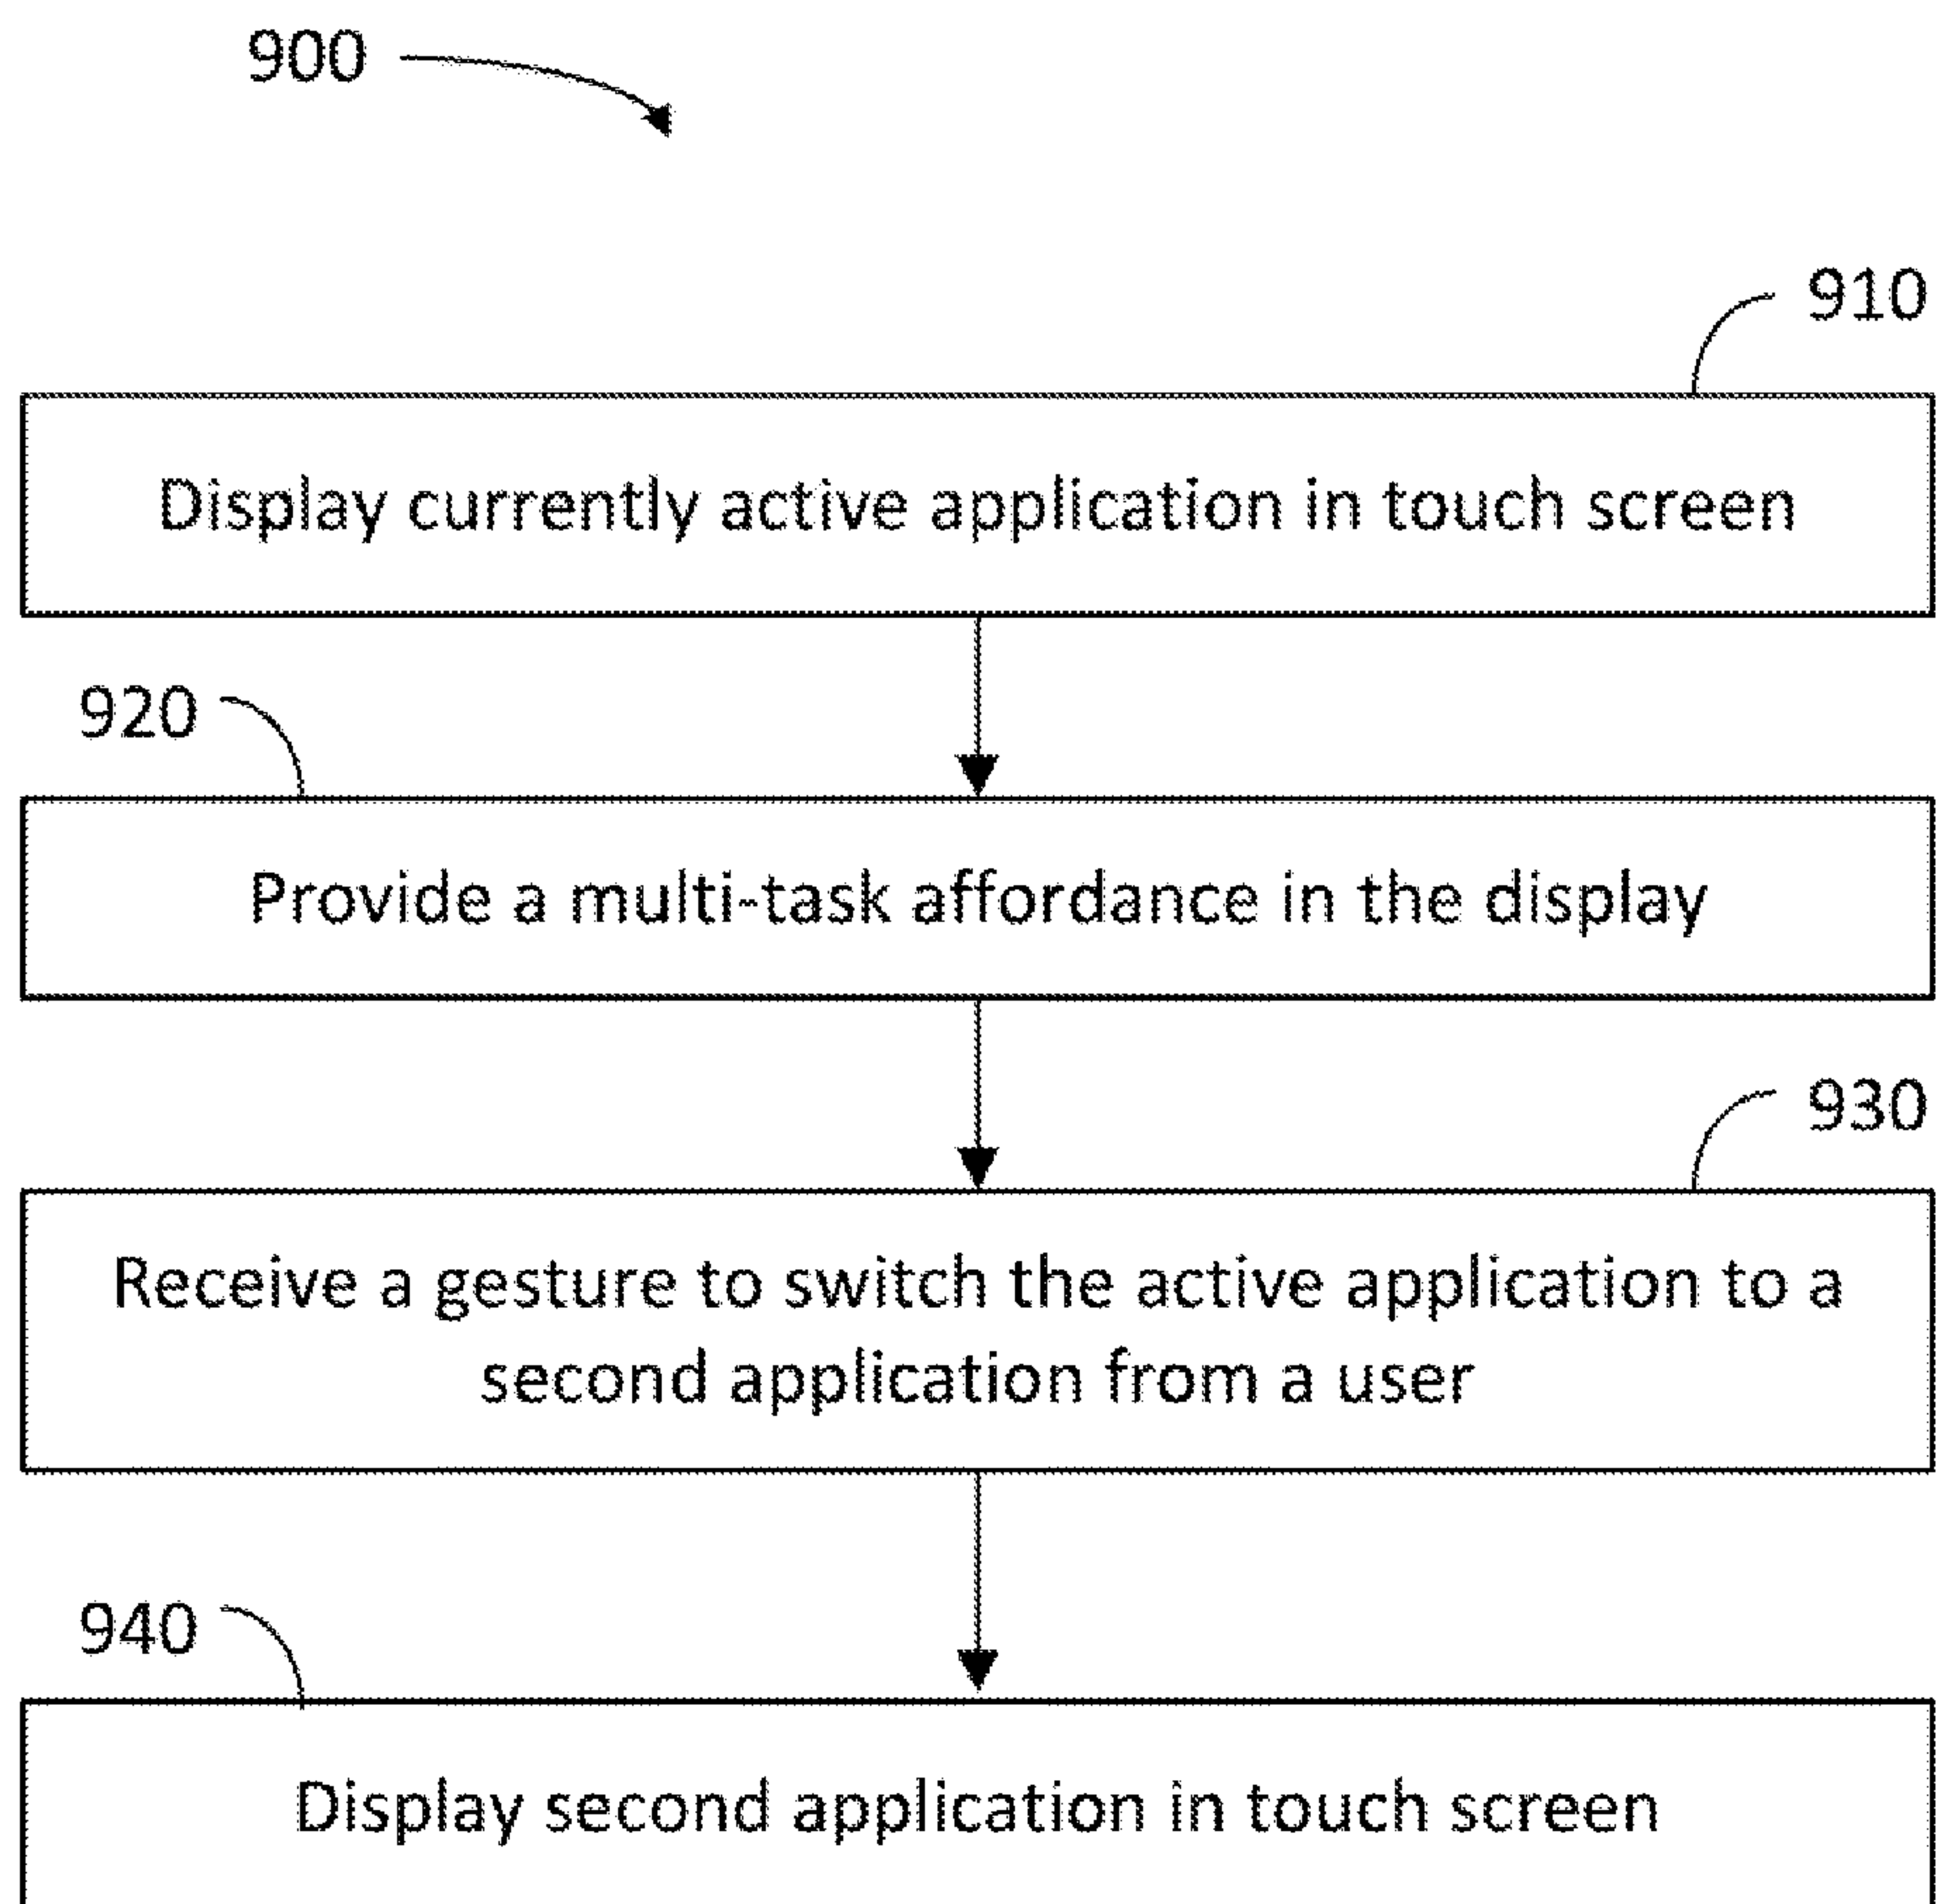 900
910
Display currently active application in touch screen
920
Provide a multi-task affordance in the display
930
Receive a gesture to switch the active application to a
second application from a user
940
Display second application in touch screen